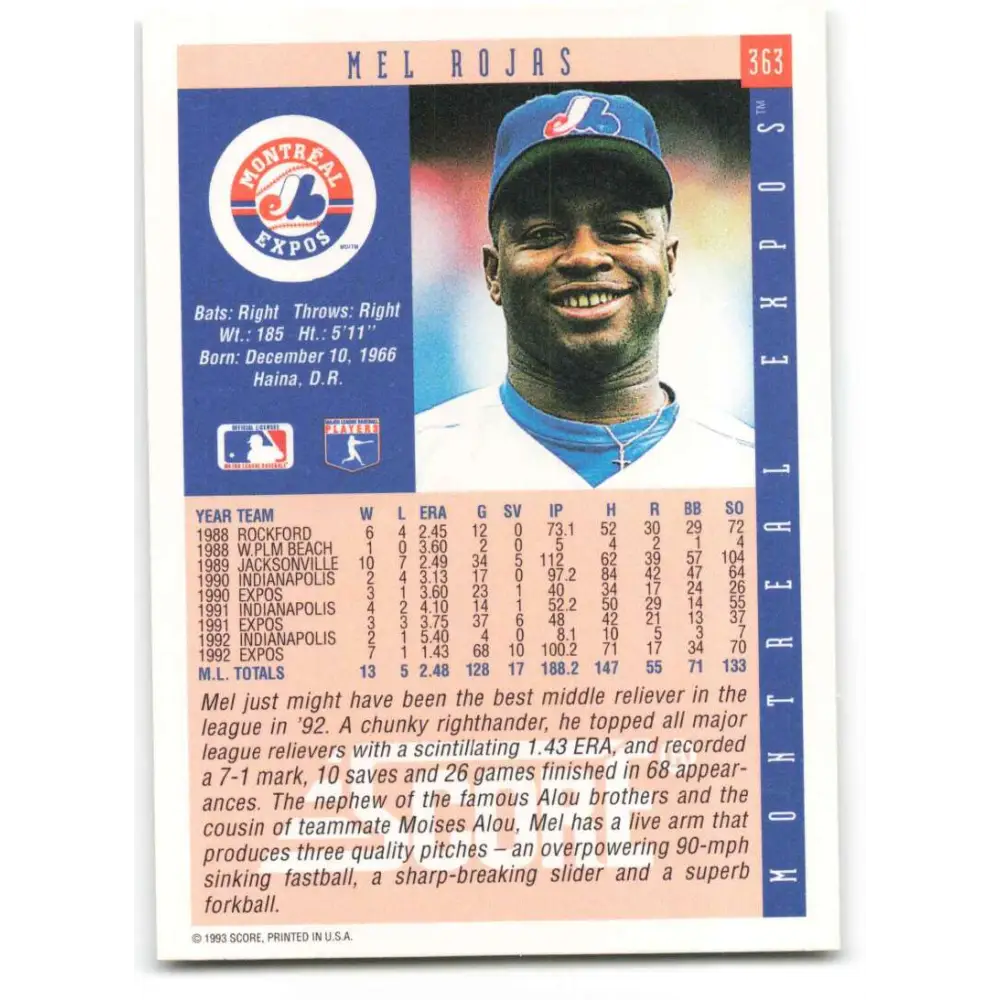 MEL ROJAS
363
MONTREAL EXPOS™
MONTRÉAL
EXPOS
Bats: Right Throws: Right
Wt.: 185 Ht.: 5'11"
Born: December 10, 1966
Haina, D.R.
OFFICIAL LICENSEE
MAJOR LEAGUE BASEBALL
MAJOR LEAGUE BASEBALL
PLAYERS
YEAR TEAM W L ERA G SV IP H R BB SO
1988 ROCKFORD 6 4 2.45 12 0 73.1 52 30 29 72
1988 W.PLM BEACH 1 0 3.60 2 0 5 4 2 1 4
1989 JACKSONVILLE 10 7 2.49 34 5 112 62 39 57 104
1990 INDIANAPOLIS 2 4 3.13 17 0 97.2 84 42 47 64
1990 EXPOS 3 1 3.60 23 1 40 34 17 24 26
1991 INDIANAPOLIS 4 2 4.10 14 1 52.2 50 29 14 55
1991 EXPOS 3 3 3.75 37 6 48 42 21 13 37
1992 INDIANAPOLIS 2 1 5.40 4 0 8.1 10 5 3 7
1992 EXPOS 7 1 1.43 68 10 100.2 71 17 34 70
M.L. TOTALS 13 5 2.48 128 17 188.2 147 55 71 133
Mel just might have been the best middle reliever in the
league in '92. A chunky righthander, he topped all major
league relievers with a scintillating 1.43 ERA, and recorded
a 7-1 mark, 10 saves and 26 games finished in 68 appear-
ances. The nephew of the famous Alou brothers and the
cousin of teammate Moises Alou, Mel has a live arm that
produces three quality pitches – an overpowering 90-mph
sinking fastball, a sharp-breaking slider and a superb
forkball.
SCORE
© 1993 SCORE, PRINTED IN U.S.A.